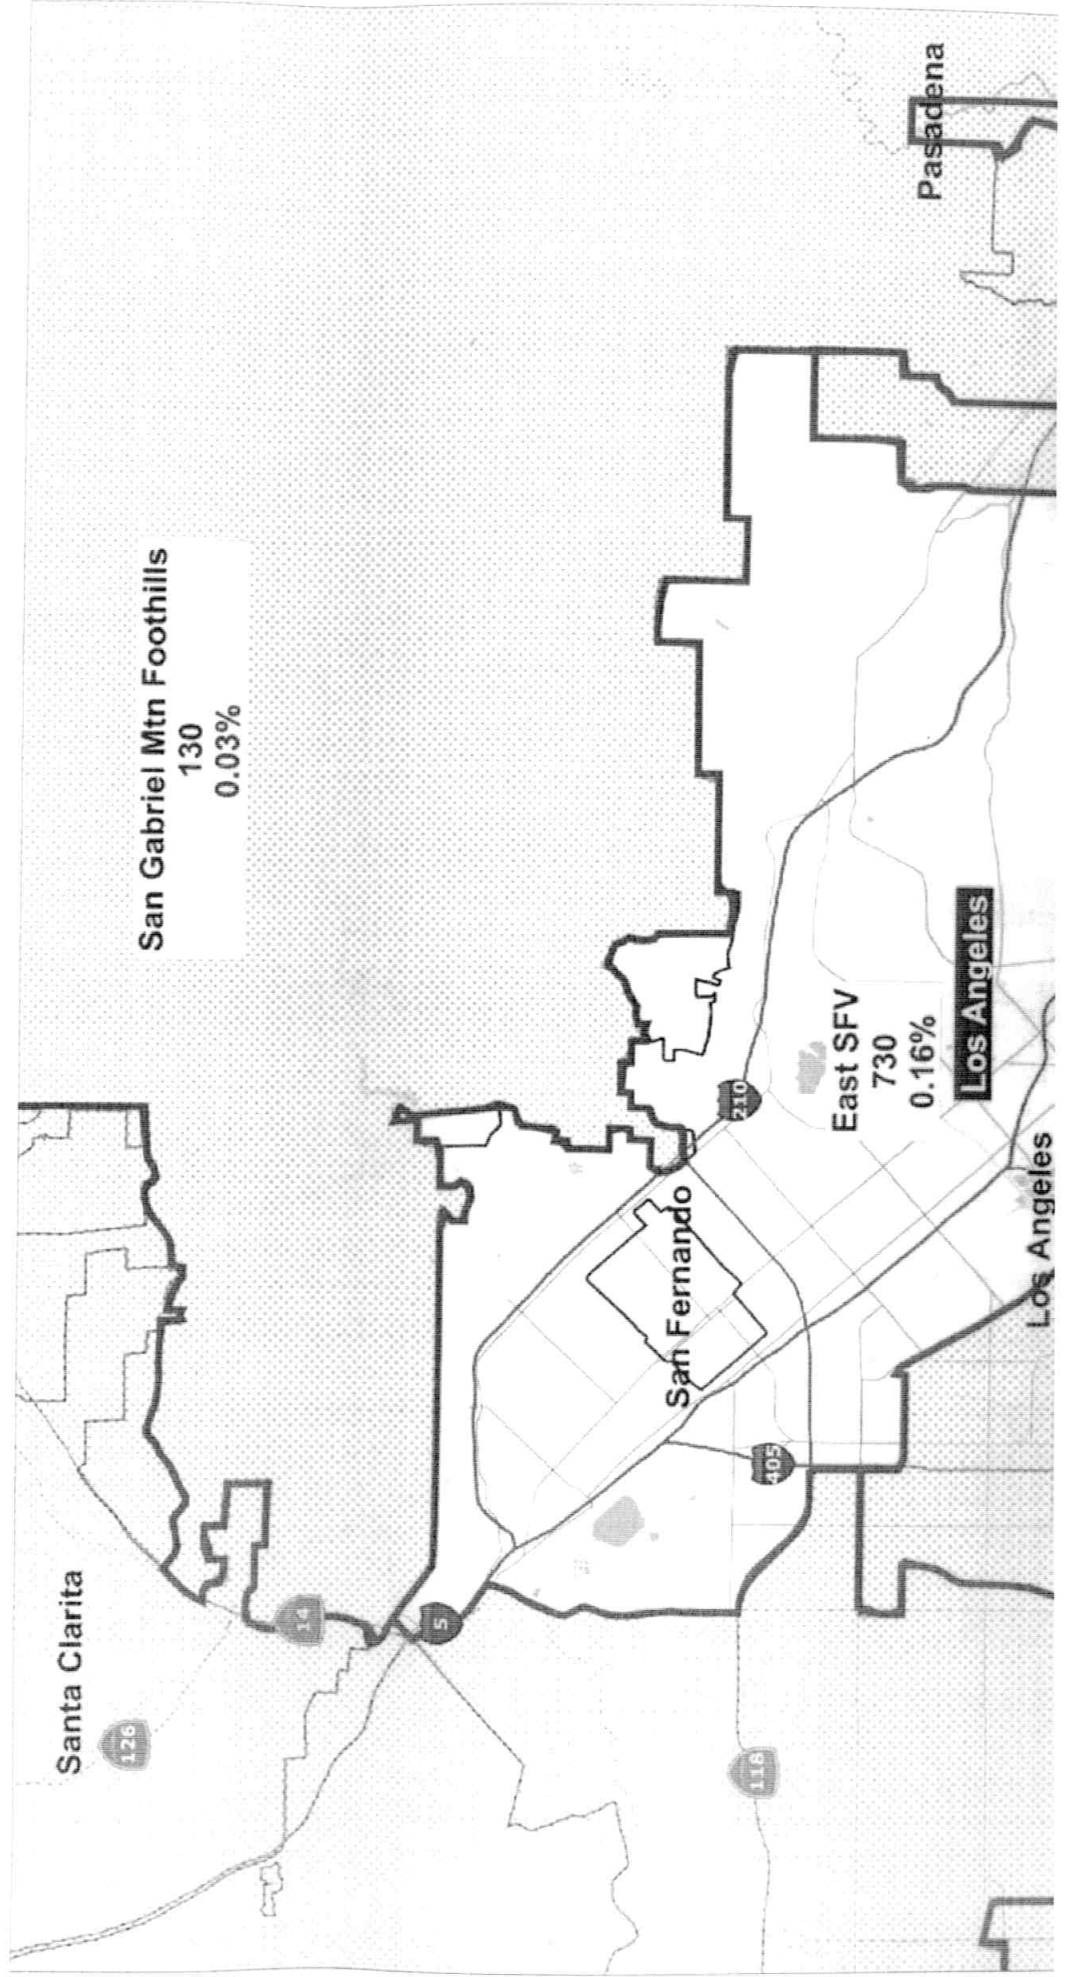 Santa Clarita
126
14
5
San Gabriel Mtn Foothills
130
0.03%
118
405
San Fernando
210
East SFV
730
0.16%
Los Angeles
Los Angeles
Pasadena